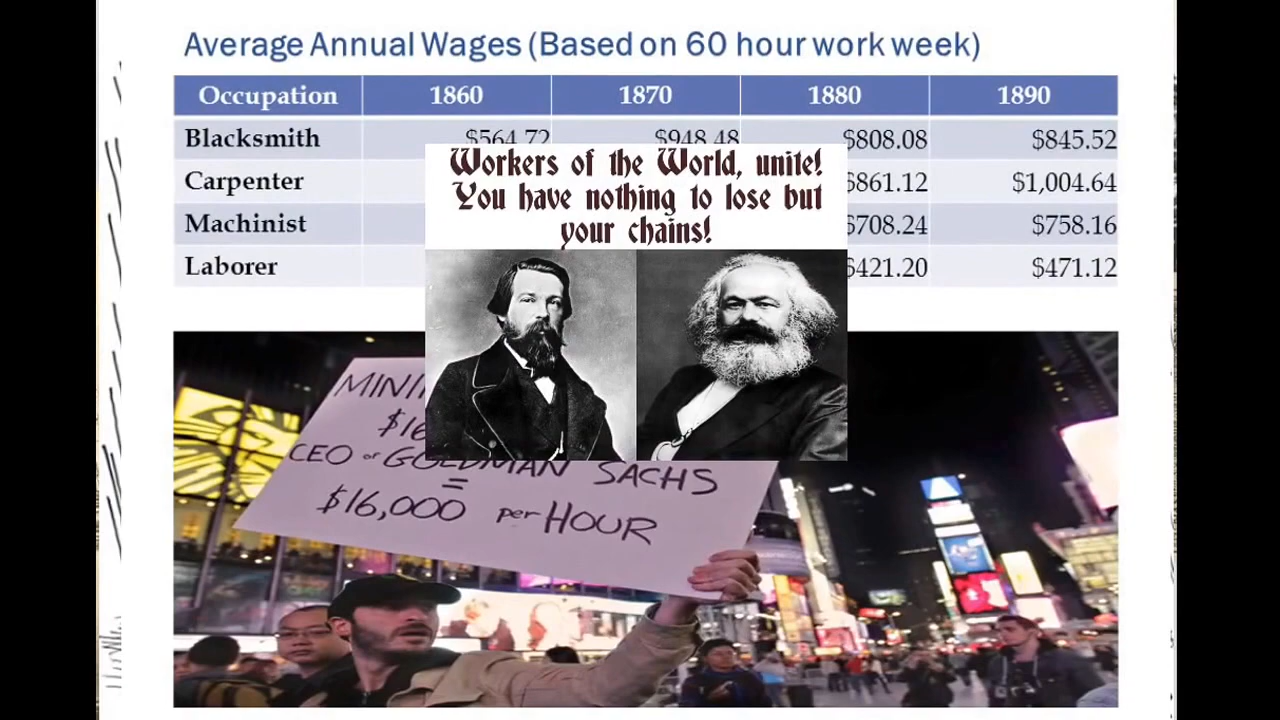 Average Annual Wages (Based on 60 hour work week)
Occupation 1860 1870 1880 1890
Blacksmith $564.72 $948.48 $808.08 $845.52
Carpenter $861.12 $1,004.64
Machinist $708.24 $758.16
Laborer $421.20 $471.12
Workers of the World, unite!
You have nothing to lose but
your chains!
CEO of GOLDMAN SACHS
=
$16,000 per HOUR